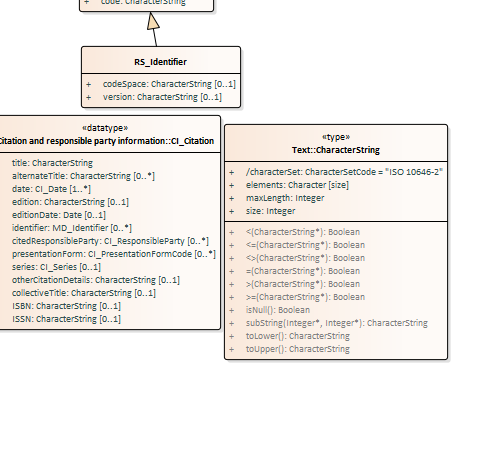 + code: CharacterString
RS_Identifier
+ codeSpace: CharacterString [0..1]
+ version: CharacterString [0..1]
«datatype»
Citation and responsible party information::CI_Citation
title: CharacterString
alternateTitle: CharacterString [0..*]
date: CI_Date [1..*]
edition: CharacterString [0..1]
editionDate: Date [0..1]
identifier: MD_Identifier [0..*]
citedResponsibleParty: CI_ResponsibleParty [0..*]
presentationForm: CI_PresentationFormCode [0..*]
series: CI_Series [0..1]
otherCitationDetails: CharacterString [0..1]
collectiveTitle: CharacterString [0..1]
ISBN: CharacterString [0..1]
ISSN: CharacterString [0..1]
«type»
Text::CharacterString
+ /characterSet: CharacterSetCode = "ISO 10646-2"
+ elements: Character [size]
+ maxLength: Integer
+ size: Integer
+ <(CharacterString*): Boolean
+ <=(CharacterString*): Boolean
+ <>(CharacterString*): Boolean
+ =(CharacterString*): Boolean
+ >(CharacterString*): Boolean
+ >=(CharacterString*): Boolean
+ isNull(): Boolean
+ subString(Integer*, Integer*): CharacterString
+ toLower(): CharacterString
+ toUpper(): CharacterString